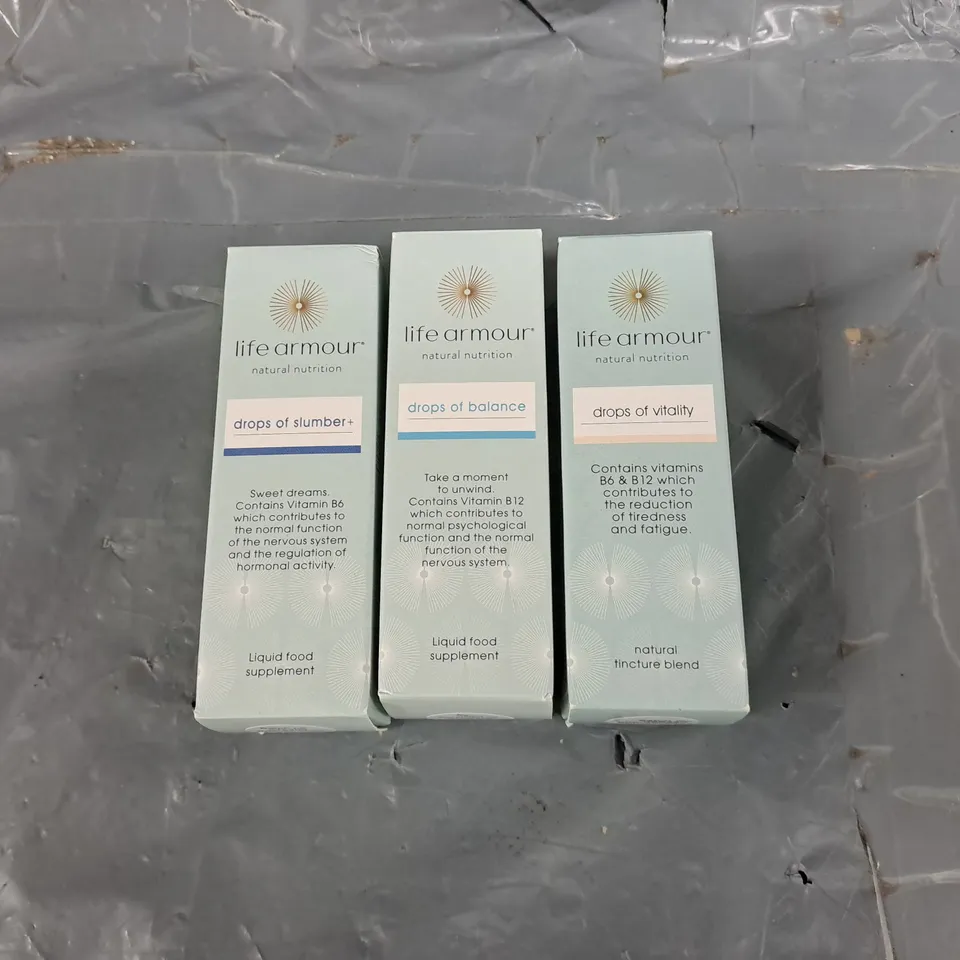 life armour®
natural nutrition
drops of slumber+
Sweet dreams.
Contains Vitamin B6
which contributes to
the normal function
of the nervous system
and the regulation of
hormonal activity.
Liquid food
supplement
life armour®
natural nutrition
drops of balance
Take a moment
to unwind.
Contains Vitamin B12
which contributes to
normal psychological
function and the normal
function of the
nervous system.
Liquid food
supplement
life armour®
natural nutrition
drops of vitality
Contains vitamins
B6 & B12 which
contributes to
the reduction
of tiredness
and fatigue.
natural
tincture blend